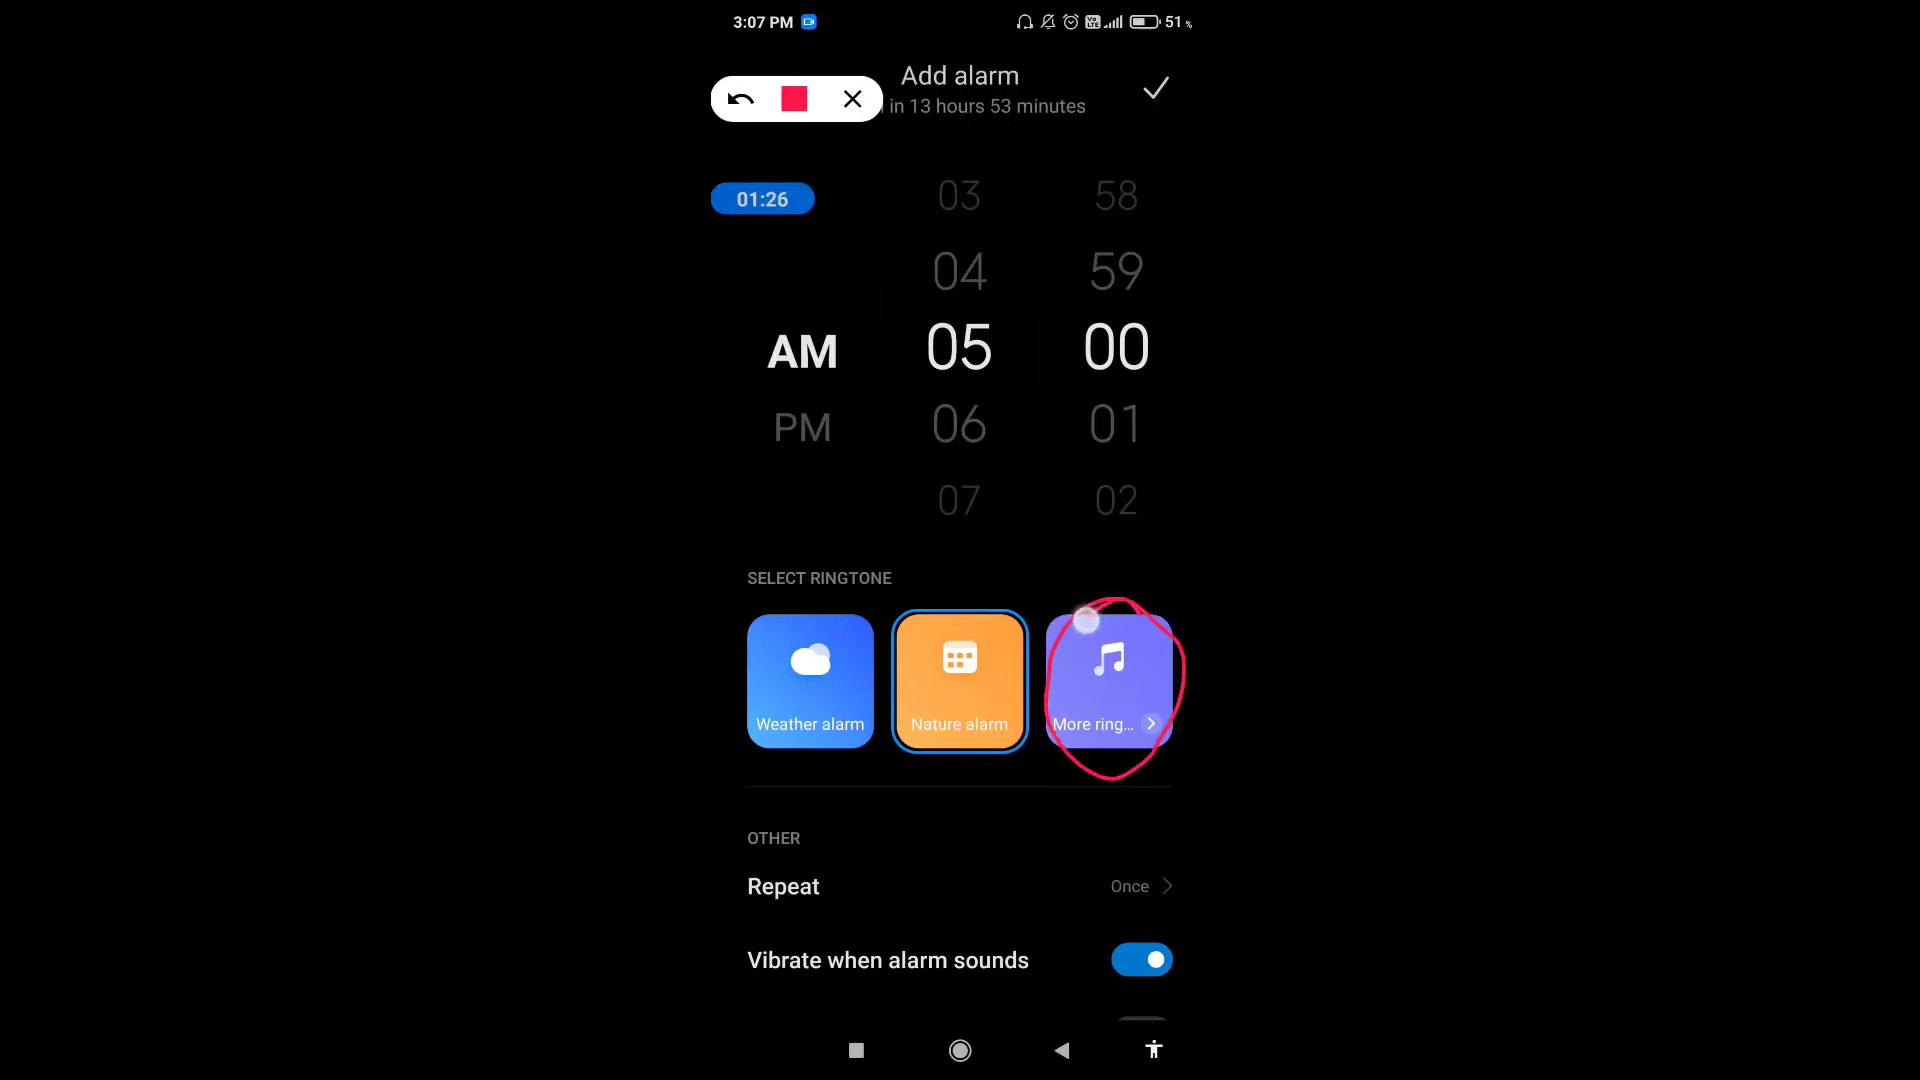 3:07 PM
Vo LTE 51 %
Add alarm
in 13 hours 53 minutes
01:26
03 58
04 59
AM 05 00
PM 06 01
07 02
SELECT RINGTONE
Weather alarm
Nature alarm
More ring...
OTHER
Repeat Once
Vibrate when alarm sounds